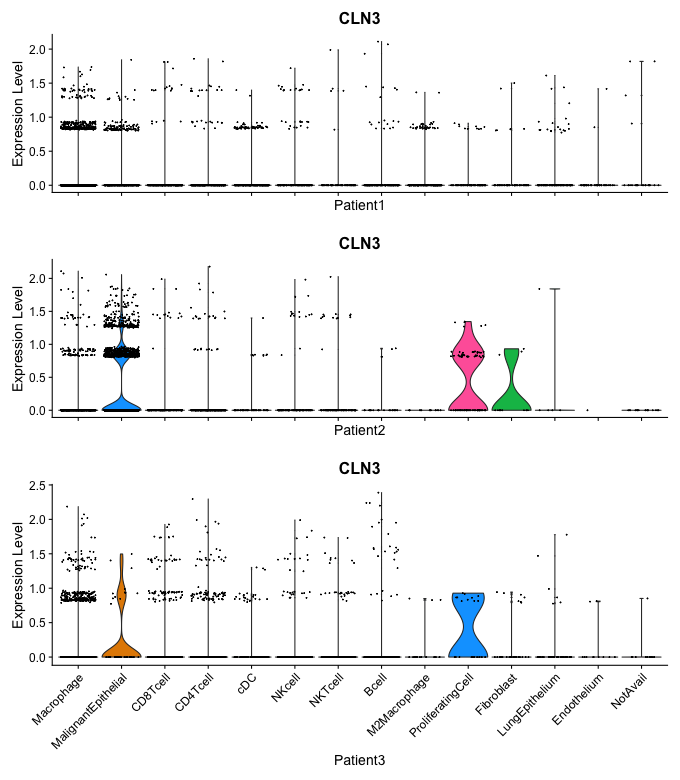 CLN3
Expression Level
2.0
1.5
1.0
0.5
0.0
Patient1
CLN3
Expression Level
2.0
1.5
1.0
0.5
0.0
Patient2
CLN3
Expression Level
2.5
2.0
1.5
1.0
0.5
0.0
Macrophage
MalignantEpithelial
CD8Tcell
CD4Tcell
cDC
NKcell
NKTcell
Bcell
M2Macrophage
ProliferatingCell
Fibroblast
LungEpithelium
Endothelium
NotAvail
Patient3